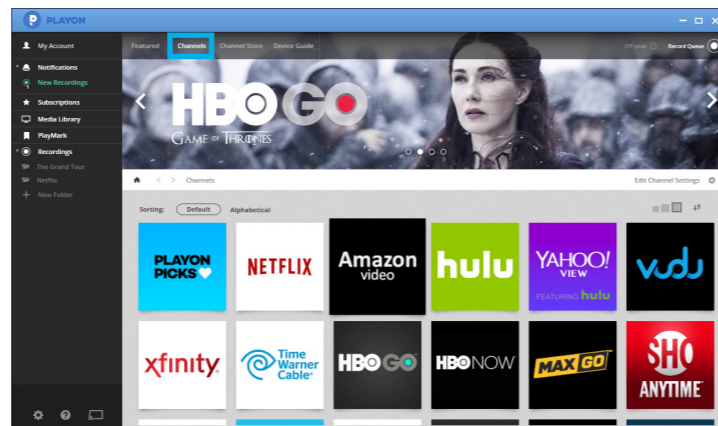 PLAYON
My Account
Featured
Channels
Channel Store
Device Guide
Off-peak
Record Queue
Notifications
New Recordings
Subscriptions
Media Library
PlayMark
Recordings
The Grand Tour
Netflix
New Folder
HBO GO
GAME OF THRONES
Channels
Edit Channel Settings
Sorting:
Default
Alphabetical
PLAYON
PICKS
NETFLIX
Amazon
video
hulu
YAHOO!
VIEW
FEATURING hulu
vudu
xfinity
Time
Warner
Cable
HBO GO
HBO NOW
MAX GO
SHO
ANYTIME